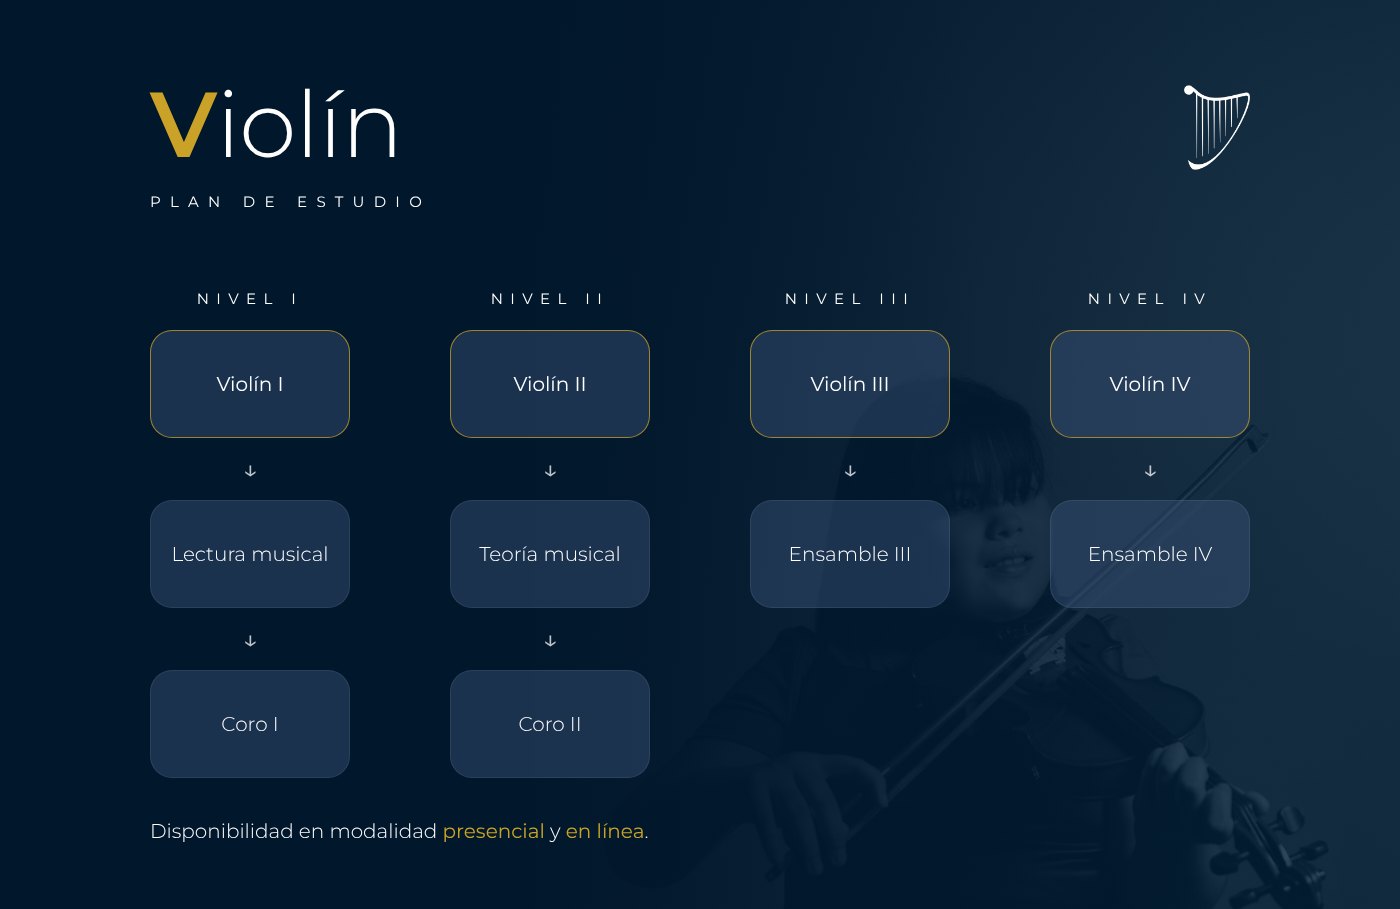 Violín
PLAN DE ESTUDIO
NIVEL I
NIVEL II
NIVEL III
NIVEL IV
Violín I
Violín II
Violín III
Violín IV
↓ ↓ ↓ ↓
Lectura musical
Teoría musical
Ensamble III
Ensamble IV
↓ ↓
Coro I
Coro II
Disponibilidad en modalidad presencial y en línea.